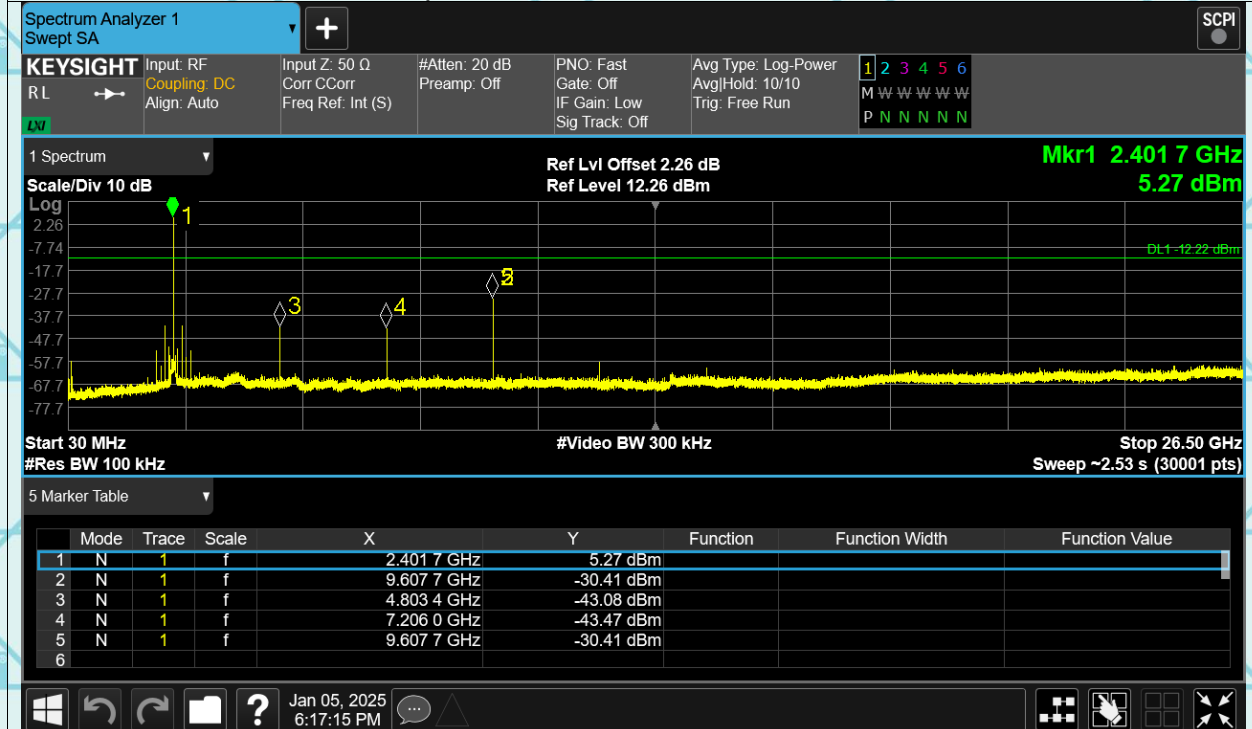 Spectrum Analyzer 1
Swept SA
SCPI
KEYSIGHT
R L
LXI
Input: RF
Coupling: DC
Align: Auto
Input Z: 50 Ω
Corr CCorr
Freq Ref: Int (S)
#Atten: 20 dB
Preamp: Off
PNO: Fast
Gate: Off
IF Gain: Low
Sig Track: Off
Avg Type: Log-Power
Avg|Hold: 10/10
Trig: Free Run
1 2 3 4 5 6
M W W W W W
P N N N N N
1 Spectrum
Scale/Div 10 dB
Ref Lvl Offset 2.26 dB
Ref Level 12.26 dBm
Mkr1 2.401 7 GHz
5.27 dBm
Log
2.26
-7.74
-17.7
-27.7
-37.7
-47.7
-57.7
-67.7
-77.7
1
3
4
DL1 -12.22 dBm
Start 30 MHz
#Res BW 100 kHz
#Video BW 300 kHz
Stop 26.50 GHz
Sweep ~2.53 s (30001 pts)
5 Marker Table
Mode Trace Scale X Y Function Function Width Function Value
1 N 1 f 2.401 7 GHz 5.27 dBm
2 N 1 f 9.607 7 GHz -30.41 dBm
3 N 1 f 4.803 4 GHz -43.08 dBm
4 N 1 f 7.206 0 GHz -43.47 dBm
5 N 1 f 9.607 7 GHz -30.41 dBm
6
?
Jan 05, 2025
6:17:15 PM